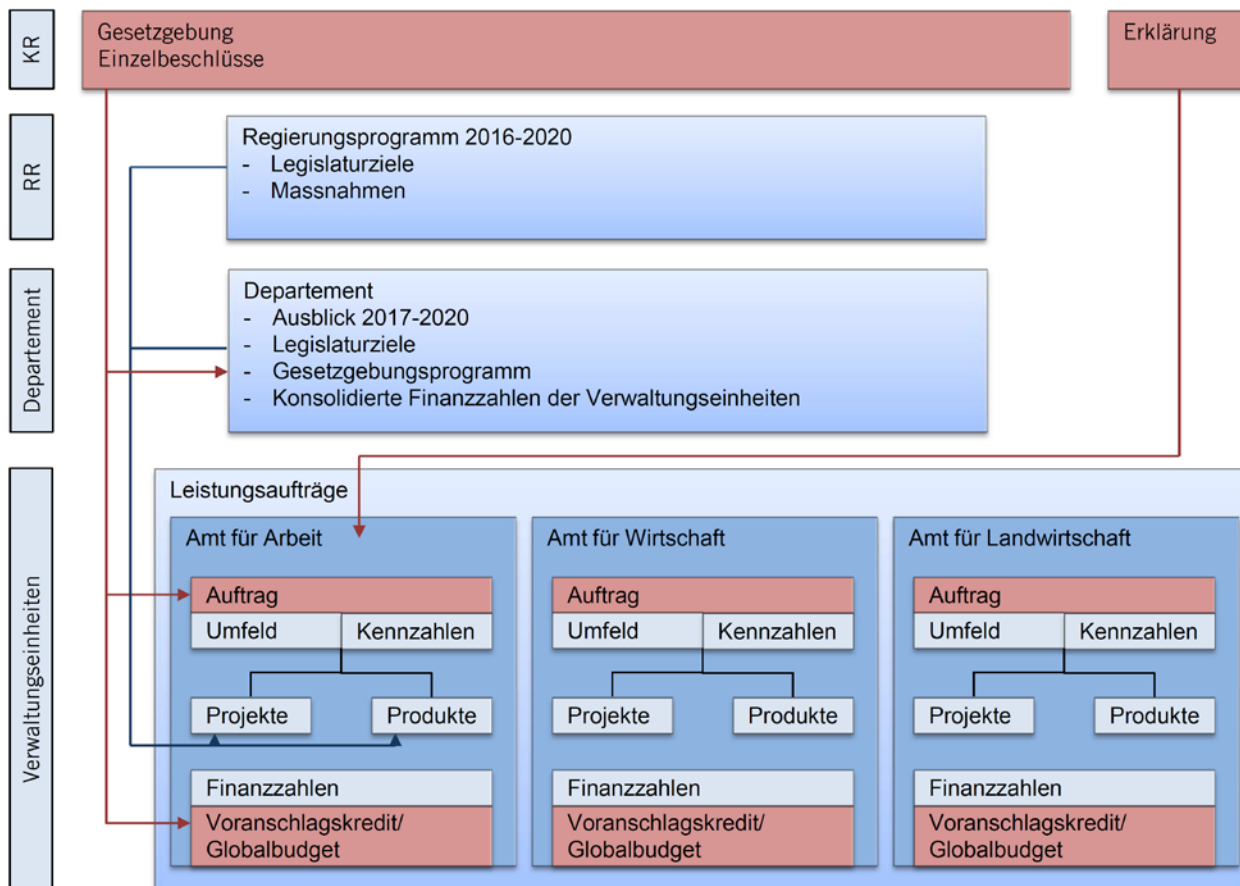 KR
Gesetzgebung
Einzelbeschlüsse
Erklärung
RR
Regierungsprogramm 2016-2020
- Legislaturziele
- Massnahmen
Departement
Departement
- Ausblick 2017-2020
- Legislaturziele
- Gesetzgebungsprogramm
- Konsolidierte Finanzzahlen der Verwaltungseinheiten
Verwaltungseinheiten
Leistungsaufträge
Amt für Arbeit
Auftrag
Umfeld
Kennzahlen
Projekte
Produkte
Finanzzahlen
Voranschlagskredit/
Globalbudget
Amt für Wirtschaft
Auftrag
Umfeld
Kennzahlen
Projekte
Produkte
Finanzzahlen
Voranschlagskredit/
Globalbudget
Amt für Landwirtschaft
Auftrag
Umfeld
Kennzahlen
Projekte
Produkte
Finanzzahlen
Voranschlagskredit/
Globalbudget